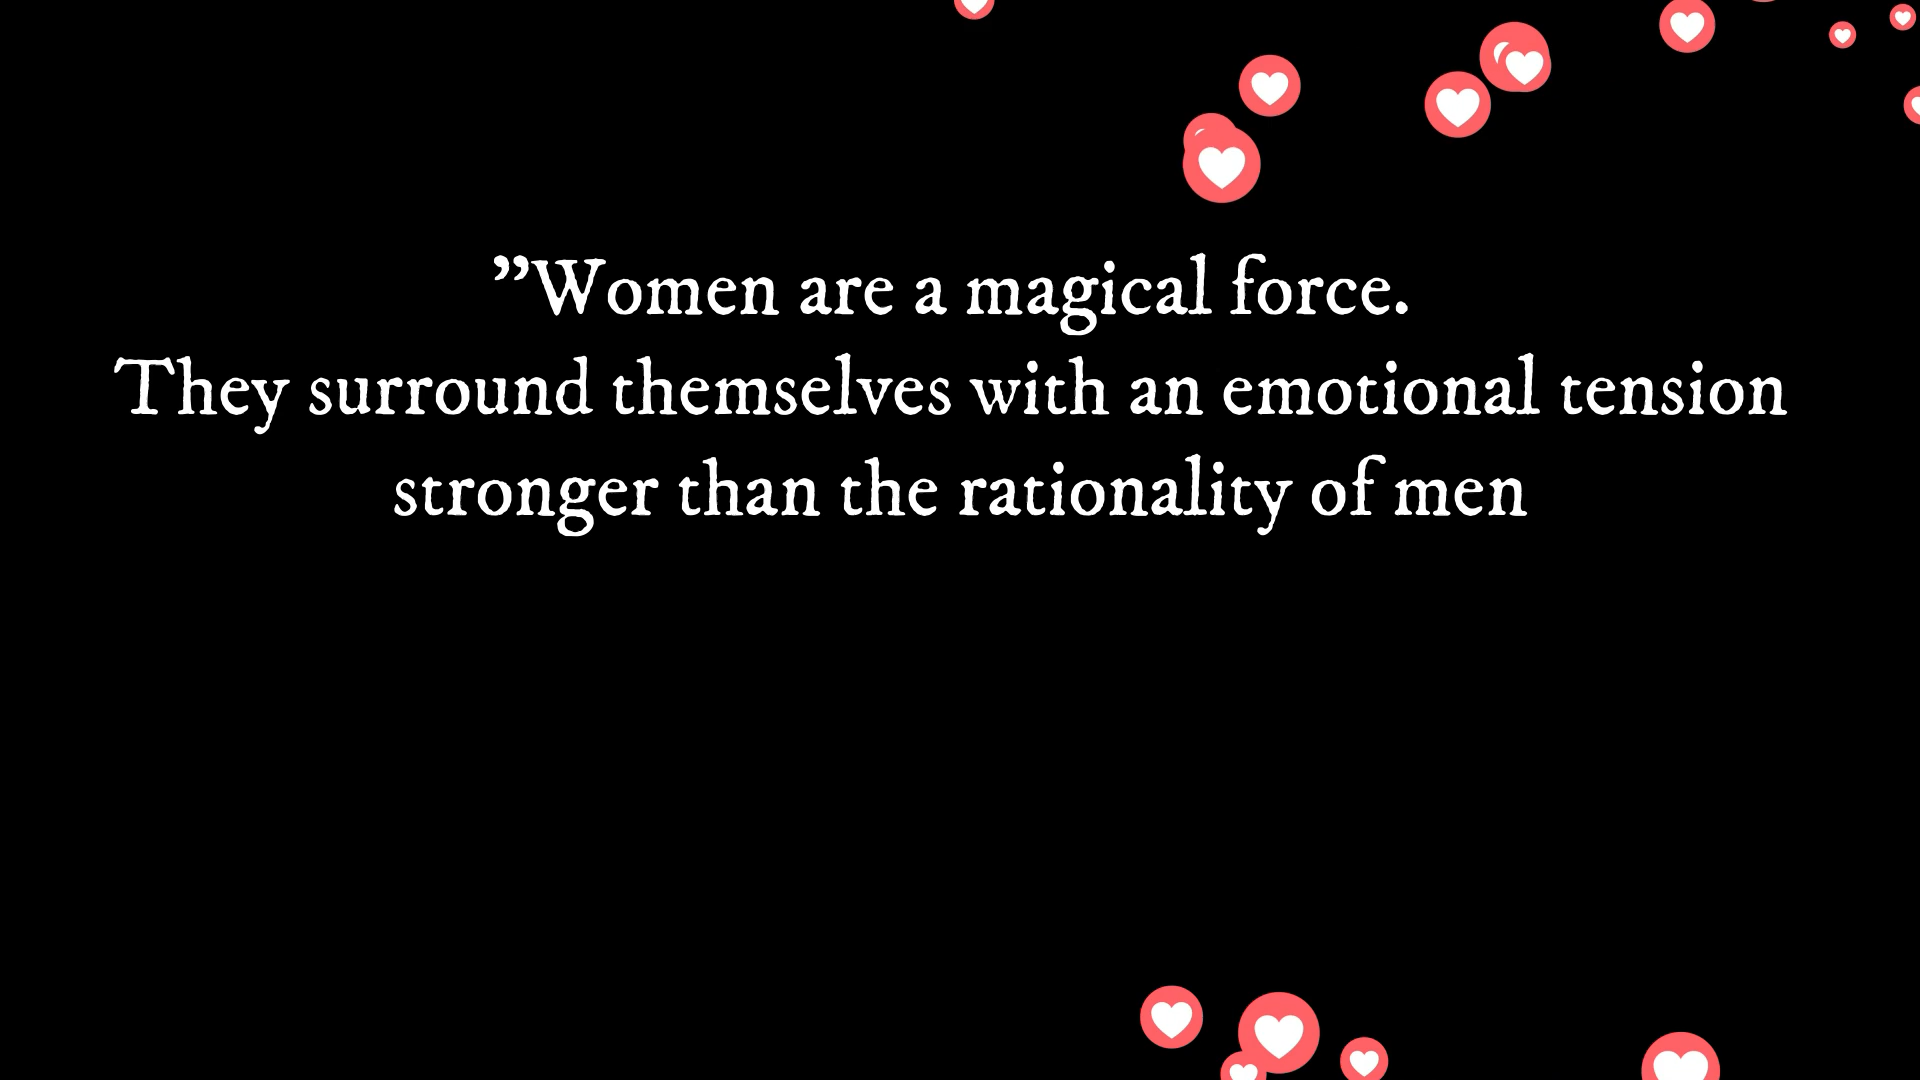 ”Women are a magical force.
They surround themselves with an emotional tension
stronger than the rationality of men